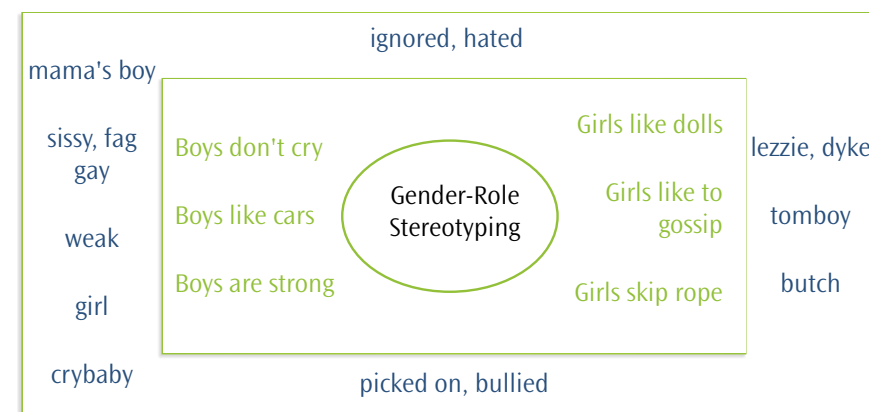 ignored, hated
mama's boy
sissy, fag
gay
weak
girl
crybaby
Boys don't cry
Boys like cars
Boys are strong
Gender-Role
Stereotyping
Girls like dolls
Girls like to
gossip
Girls skip rope
lezzie, dyke
tomboy
butch
picked on, bullied